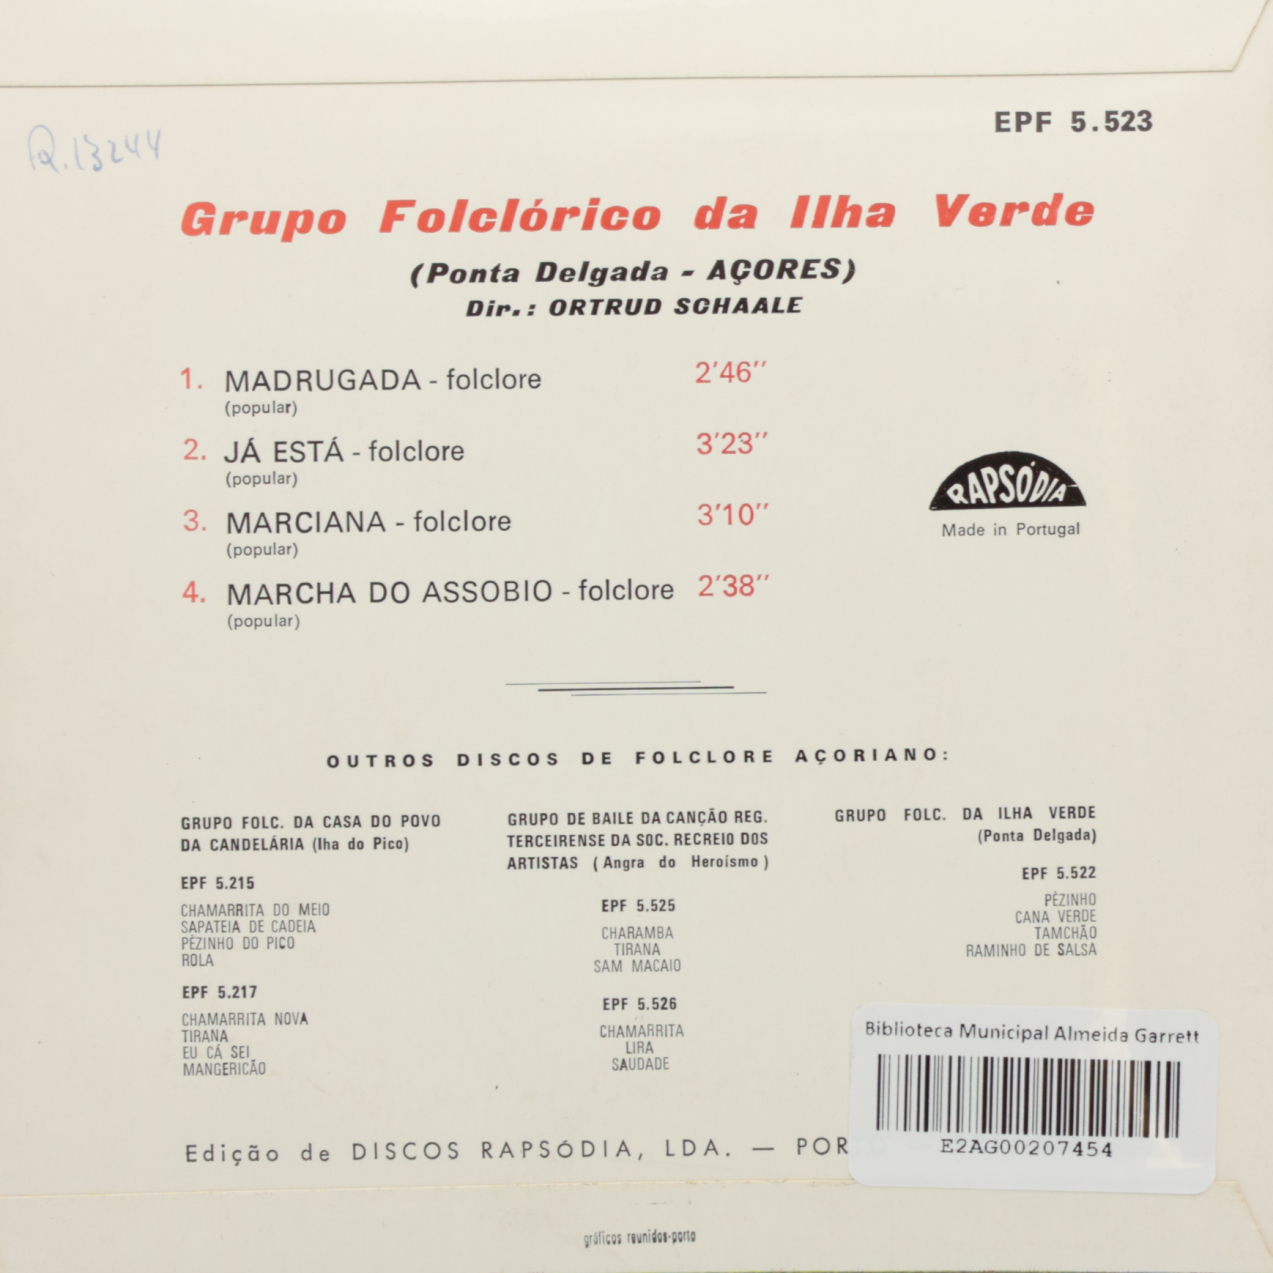 EPF 5.523
Q.13244
Grupo Folclórico da Ilha Verde
(Ponta Delgada - AÇORES)
Dir.: ORTRUD SCHAALE
1. MADRUGADA - folclore 2'46''
(popular)
2. JÁ ESTÁ - folclore 3'23''
(popular)
3. MARCIANA - folclore 3'10''
(popular)
4. MARCHA DO ASSOBIO - folclore 2'38''
(popular)
RAPSÓDIA
Made in Portugal
OUTROS DISCOS DE FOLCLORE AÇORIANO:
GRUPO FOLC. DA CASA DO POVO
DA CANDELÁRIA (Iha do Pico)
EPF 5.215
CHAMARRITA DO MEIO
SAPATEIA DE CADEIA
PÈZINHO DO PICO
ROLA
EPF 5.217
CHAMARRITA NOVA
TIRANA
EU CÁ SEI
MANGERICÃO
GRUPO DE BAILE DA CANÇÃO REG.
TERCEIRENSE DA SOC. RECREIO DOS
ARTISTAS (Angra do Heroísmo)
EPF 5.525
CHARAMBA
TIRANA
SAM MACAIO
EPF 5.526
CHAMARRITA
LIRA
SAUDADE
GRUPO FOLC. DA ILHA VERDE
(Ponta Delgada)
EPF 5.522
PÈZINHO
CANA VERDE
TAMCHÃO
RAMINHO DE SALSA
Biblioteca Municipal Almeida Garrett
E2AG00207454
Edição de DISCOS RAPSÓDIA, LDA. — PORTO
gráficos reunidos-porto